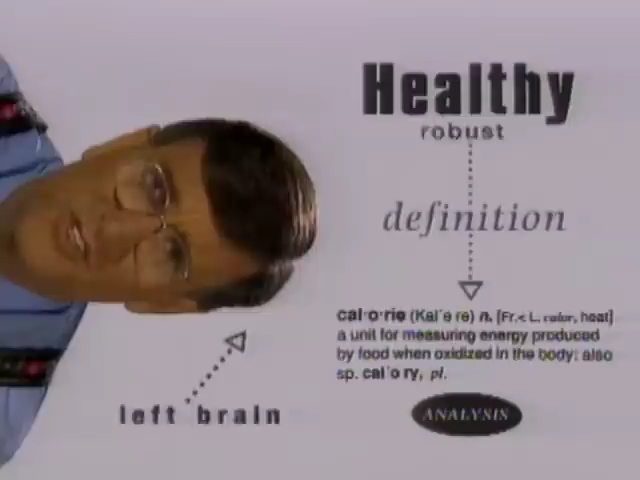 Healthy
robust
definition
cal·o·rie (Kal´ə rē) n. [Fr.< L. calor, heat]
a unit for measuring energy produced
by food when oxidized in the body: also
sp. cal´o ry, pl.
ANALYSIS
left brain